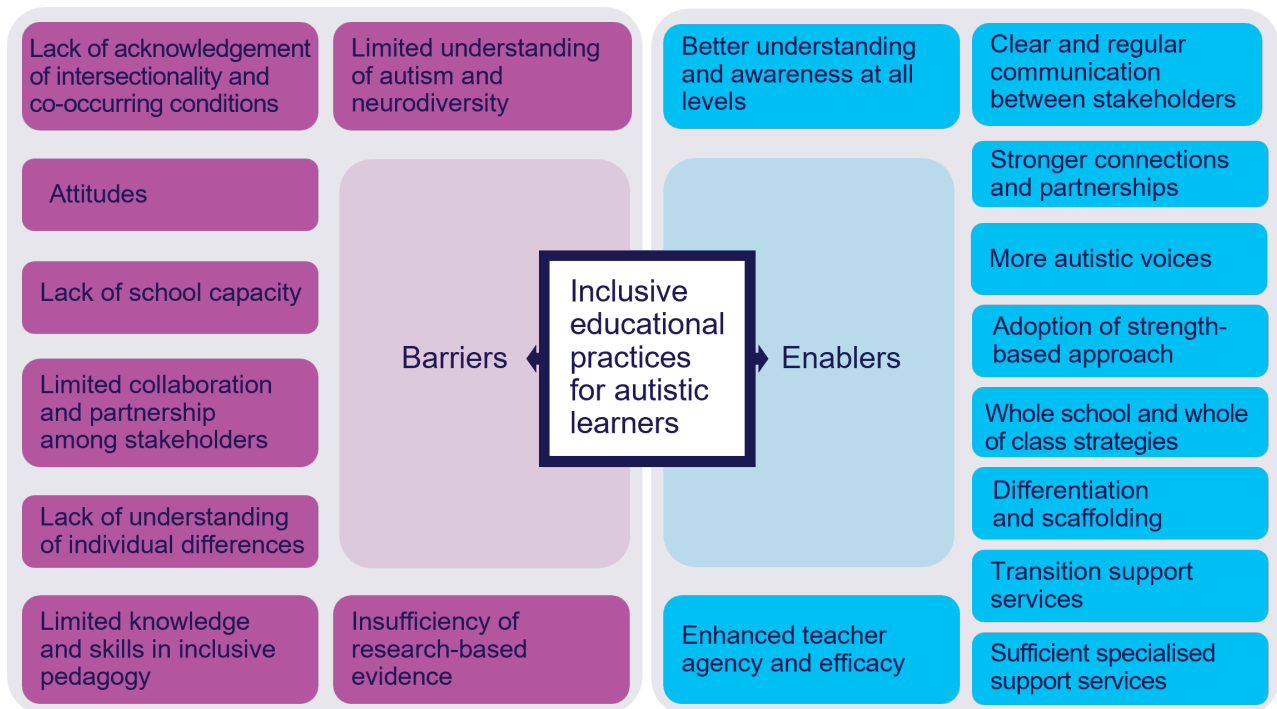 Lack of acknowledgement
of intersectionality and
co-occurring conditions
Limited understanding
of autism and
neurodiversity
Attitudes
Lack of school capacity
Limited collaboration
and partnership
among stakeholders
Lack of understanding
of individual differences
Limited knowledge
and skills in inclusive
pedagogy
Insufficiency of
research-based
evidence
Barriers
Inclusive
educational
practices
for autistic
learners
Enablers
Better understanding
and awareness at all
levels
Enhanced teacher
agency and efficacy
Clear and regular
communication
between stakeholders
Stronger connections
and partnerships
More autistic voices
Adoption of strength-
based approach
Whole school and whole
of class strategies
Differentiation
and scaffolding
Transition support
services
Sufficient specialised
support services